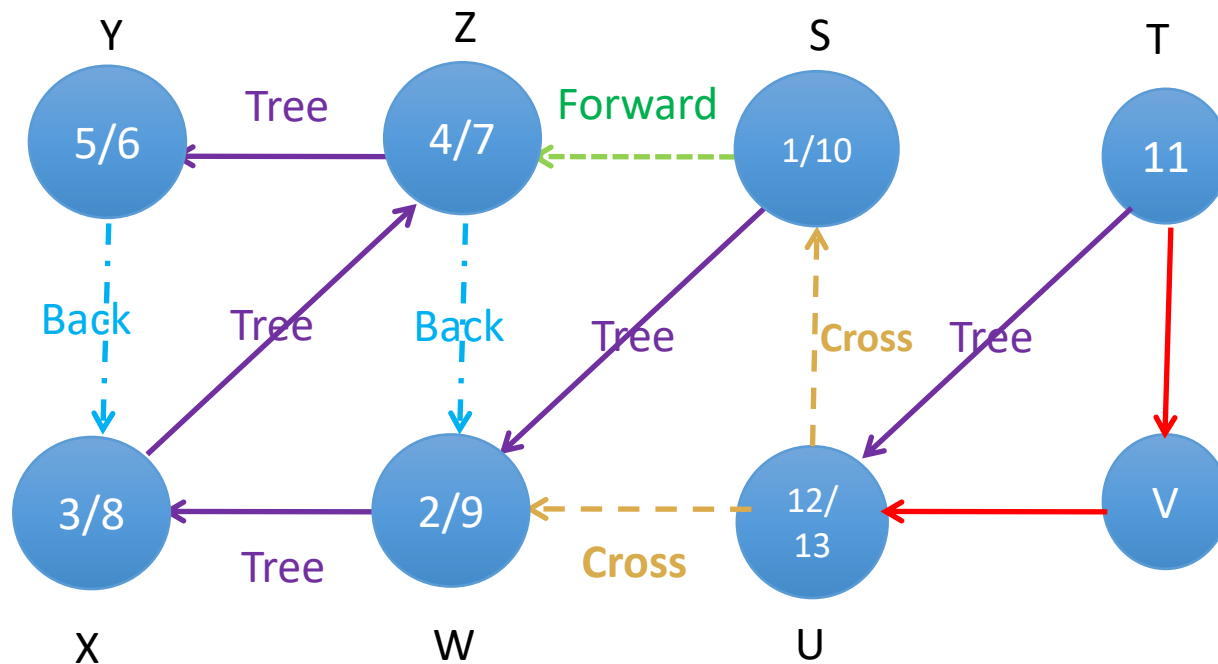 Y Z S T
Tree Forward
5/6 4/7 1/10 11
Back Tree Back Tree Cross Tree
3/8 2/9 12/
13 V
Tree Cross
X W U